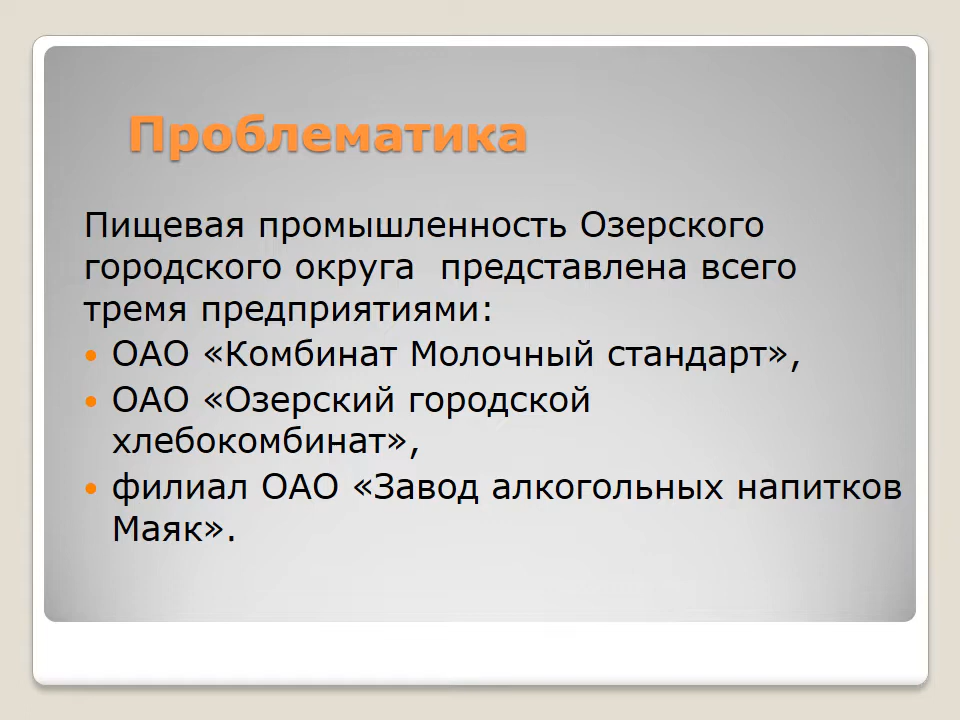 Проблематика
Пищевая промышленность Озерского
городского округа  представлена всего
тремя предприятиями:
• ОАО «Комбинат Молочный стандарт»,
• ОАО «Озерский городской
хлебокомбинат»,
• филиал ОАО «Завод алкогольных напитков
Маяк».